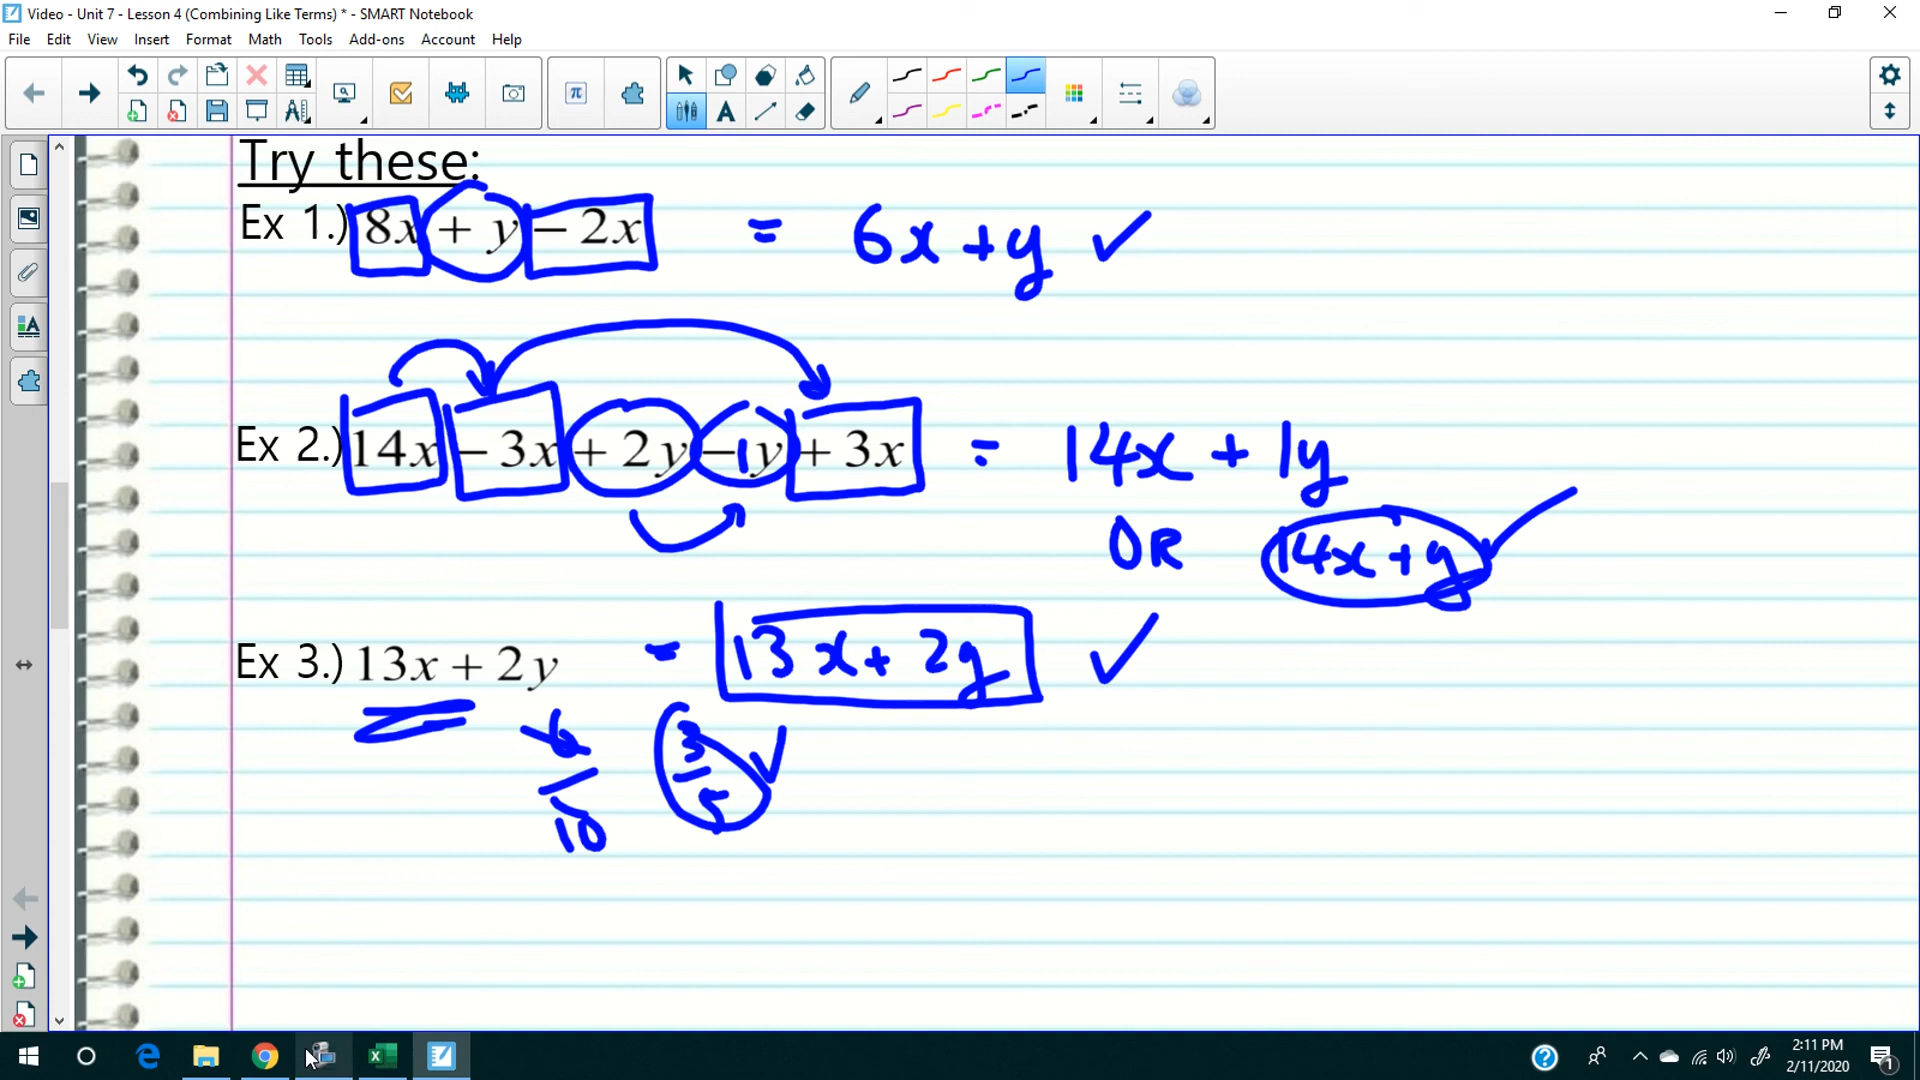 Video - Unit 7 - Lesson 4 (Combining Like Terms) * - SMART Notebook
File Edit View Insert Format Math Tools Add-ons Account Help
Try these:
Ex 1.) 8x + y - 2x = 6x + y ✓
Ex 2.) 14x - 3x + 2y - 1y + 3x = 14x + 1y
OR 14x + y ✓
Ex 3.) 13x + 2y = 13x + 2y ✓
6/10 3/5 ✓
2:11 PM
2/11/2020
1